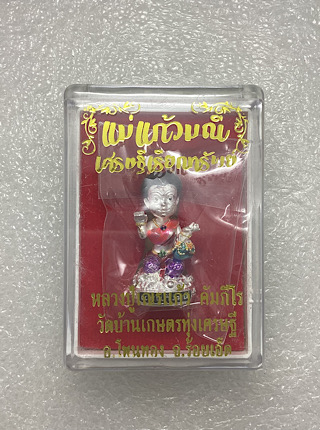 แม่แก้วมณี
เศรษฐีเรียกทรัพย์
หลวงปู่ คัมภีโร
วัดบ้านเกษตรทุ่งเศรษฐี
อ.โพนทอง จ.ร้อยเอ็ด